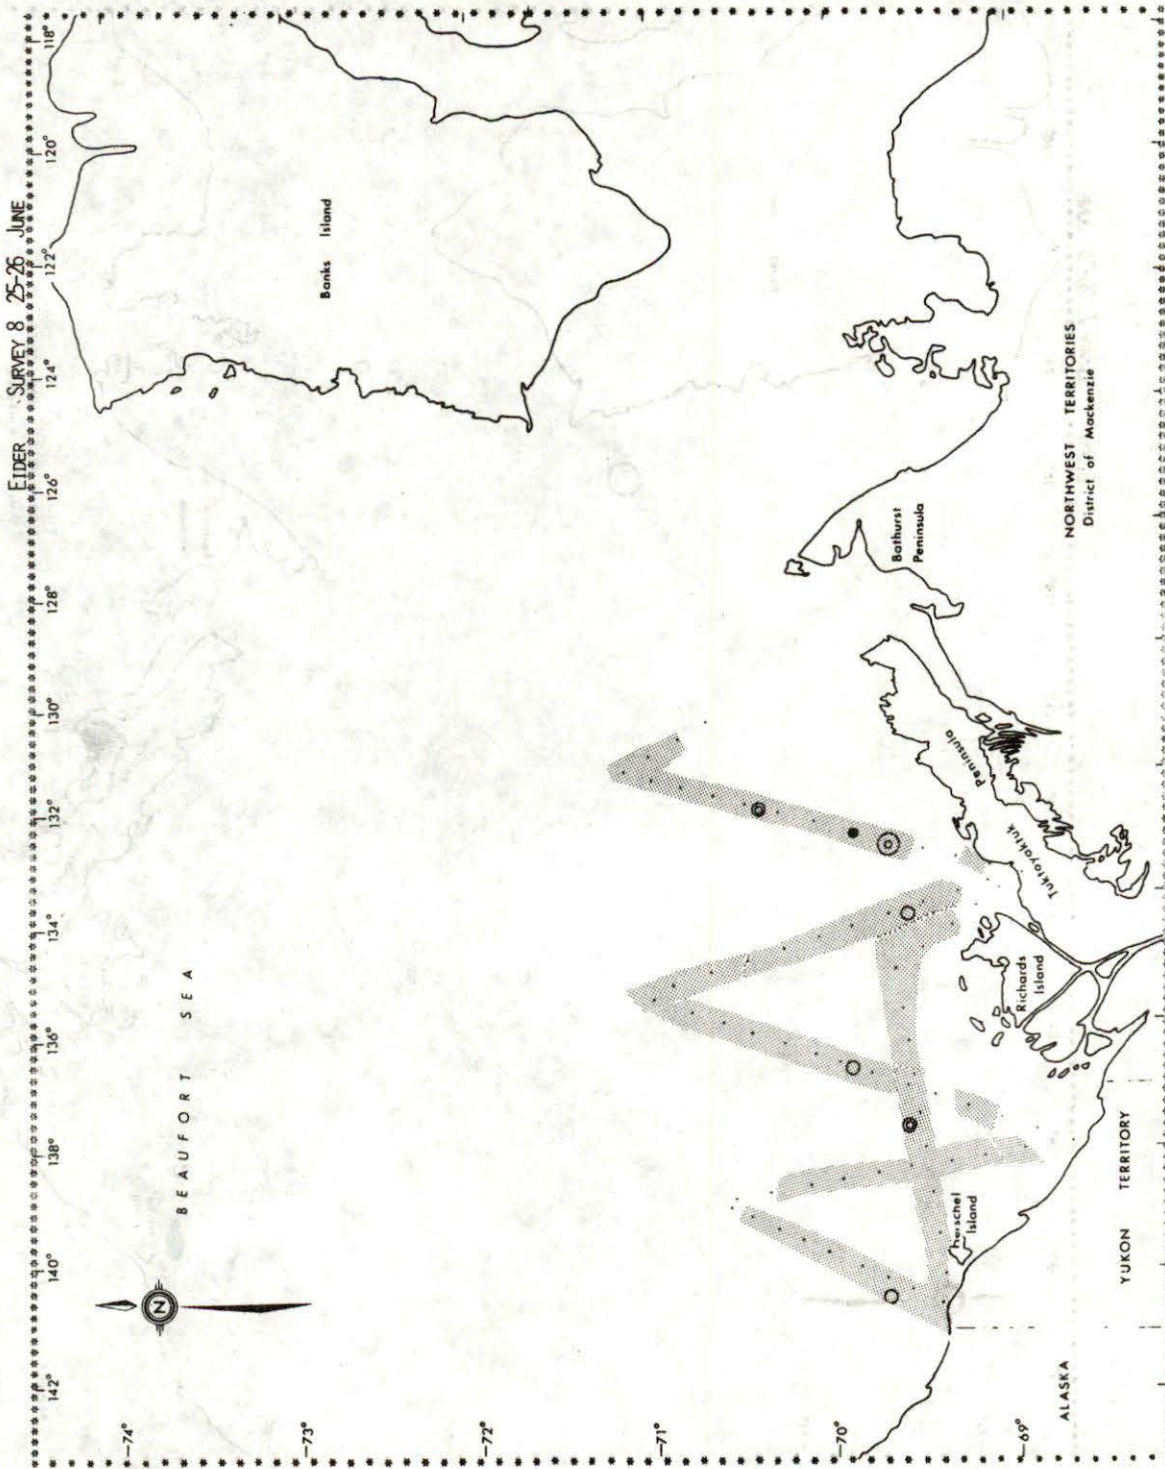 EIDER SURVEY 8 25-26 JUNE
142° 140° 138° 136° 134° 132° 130° 128° 126° 124° 122° 120° 118°
74°
73°
72°
71°
70°
69°
N
BEAUFORT SEA
Banks Island
Bathurst
Peninsula
Tuktoyaktuk Peninsula
Richards
Island
Herschel
Island
NORTHWEST TERRITORIES
District of Mackenzie
YUKON TERRITORY
ALASKA